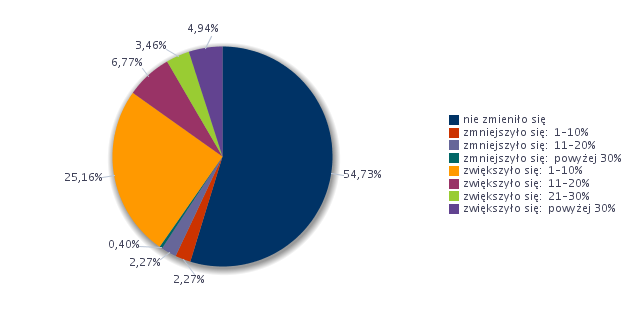 4,94%
3,46%
6,77%
54,73%
25,16%
0,40%
2,27%
2,27%
nie zmieniło się
zmniejszyło się: 1-10%
zmniejszyło się: 11-20%
zmniejszyło się: powyżej 30%
zwiększyło się: 1-10%
zwiększyło się: 11-20%
zwiększyło się: 21-30%
zwiększyło się: powyżej 30%